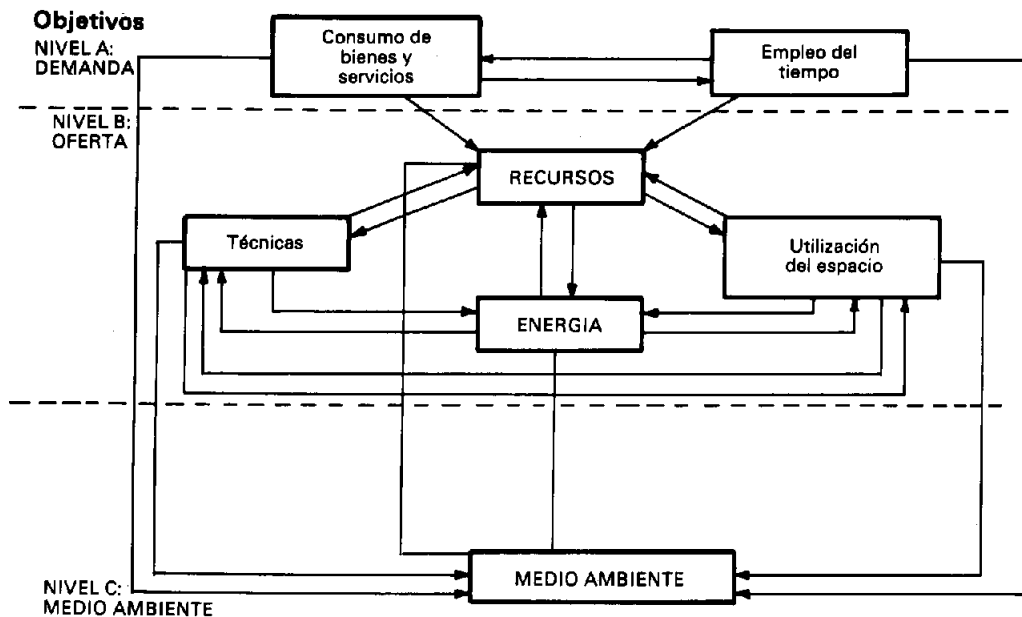 Objetivos
NIVEL A:
DEMANDA
Consumo de
bienes y
servicios
Empleo del
tiempo
NIVEL B:
OFERTA
RECURSOS
Técnicas
Utilización
del espacio
ENERGIA
MEDIO AMBIENTE
NIVEL C:
MEDIO AMBIENTE